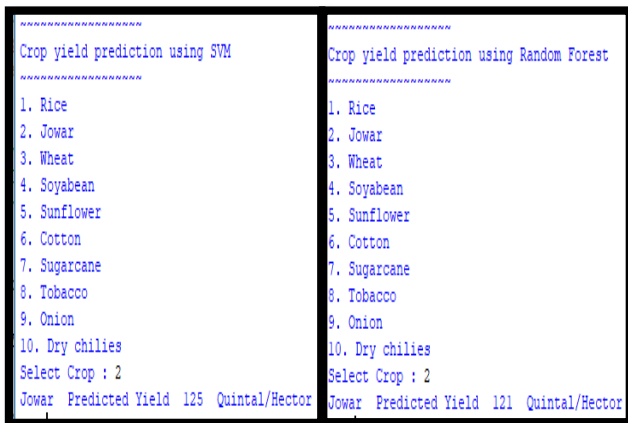 ~~~~~~~~~~~~~~~~~~
Crop yield prediction using SVM
~~~~~~~~~~~~~~~~~~
1. Rice
2. Jowar
3. Wheat
4. Soyabean
5. Sunflower
6. Cotton
7. Sugarcane
8. Tobacco
9. Onion
10. Dry chilies
Select Crop : 2
Jowar Predicted Yield 125 Quintal/Hector
~~~~~~~~~~~~~~~~~~
Crop yield prediction using Random Forest
~~~~~~~~~~~~~~~~~~
1. Rice
2. Jowar
3. Wheat
4. Soyabean
5. Sunflower
6. Cotton
7. Sugarcane
8. Tobacco
9. Onion
10. Dry chilies
Select Crop : 2
Jowar Predicted Yield 121 Quintal/Hector